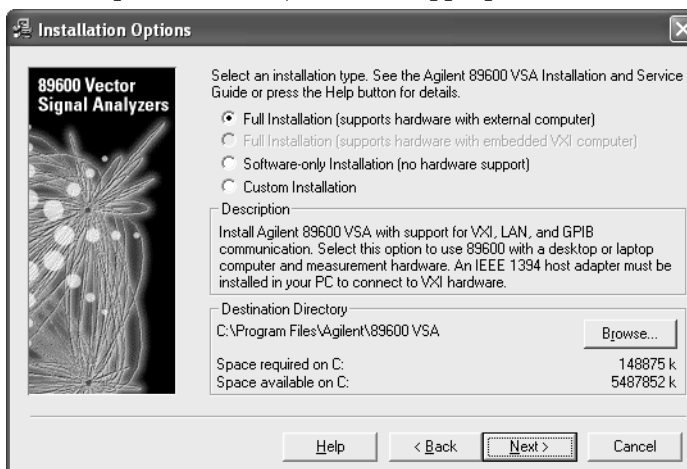 Installation Options
89600 Vector
Signal Analyzers
Select an installation type. See the Agilent 89600 VSA Installation and Service
Guide or press the Help button for details.
Full Installation (supports hardware with external computer)
Full Installation (supports hardware with embedded VXI computer)
Software-only Installation (no hardware support)
Custom Installation
Description
Install Agilent 89600 VSA with support for VXI, LAN, and GPIB
communication. Select this option to use 89600 with a desktop or laptop
computer and measurement hardware. An IEEE 1394 host adapter must be
installed in your PC to connect to VXI hardware.
Destination Directory
C:\Program Files\Agilent\89600 VSA
Browse...
Space required on C: 148875 k
Space available on C: 5487852 k
Help < Back Next > Cancel